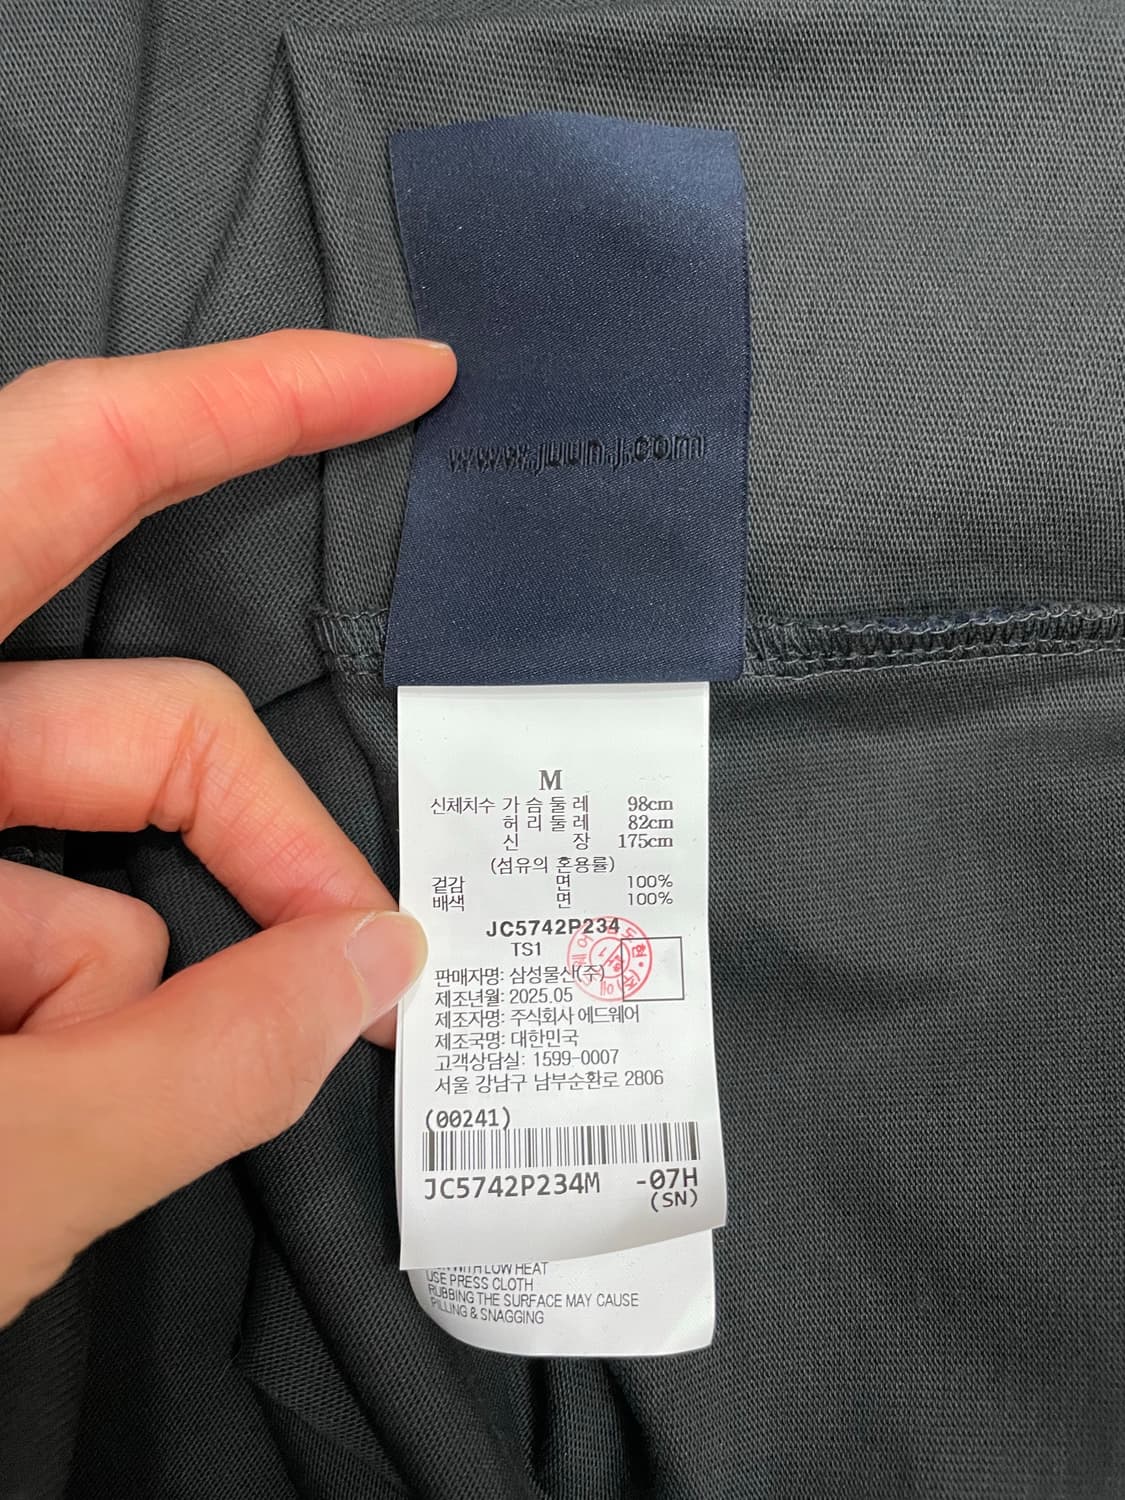 www.juunj.com
M
신체치수 가 슴 둘 레 98cm
허 리 둘 레 82cm
신 장 175cm
(섬유의 혼용률)
겉감 면 100%
배색 면 100%
JC5742P234
TS1
판매자명: 삼성물산(주)
제조년월: 2025.05
제조자명: 주식회사 에드웨어
제조국명: 대한민국
고객상담실: 1599-0007
서울 강남구 남부순환로 2806
(00241)
JC5742P234M -07H
(SN)
WITH LOW HEAT
USE PRESS CLOTH
RUBBING THE SURFACE MAY CAUSE
PILLING & SNAGGING